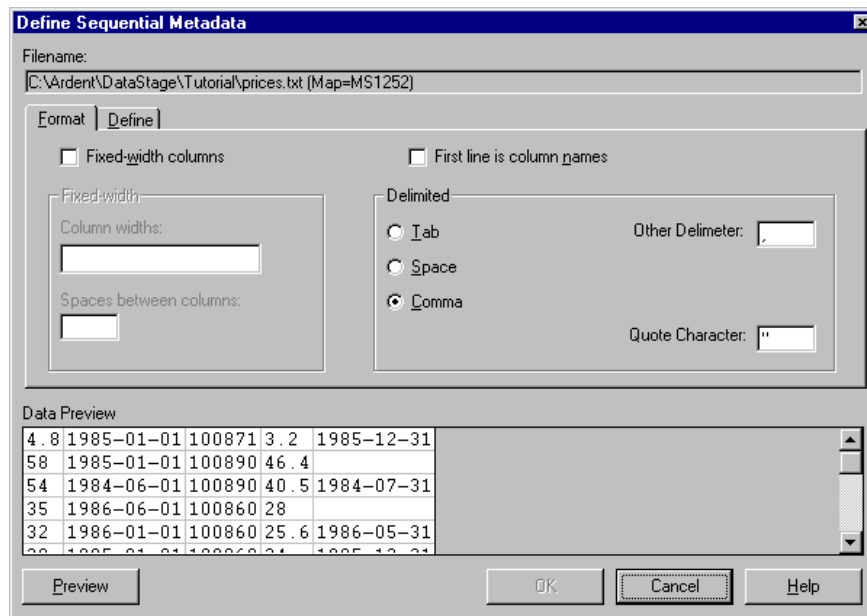 Define Sequential Metadata
Filename:
C:\Ardent\DataStage\Tutorial\prices.txt (Map=MS1252)
Format Define
Fixed-width columns First line is column names
Fixed-width Delimited
Column widths: Tab Other Delimeter: ,
Space
Spaces between columns: Comma
Quote Character: "
Data Preview
4.8 1985-01-01 100871 3.2 1985-12-31
58 1985-01-01 100890 46.4
54 1984-06-01 100890 40.5 1984-07-31
35 1986-06-01 100860 28
32 1986-01-01 100860 25.6 1986-05-31
Preview OK Cancel Help